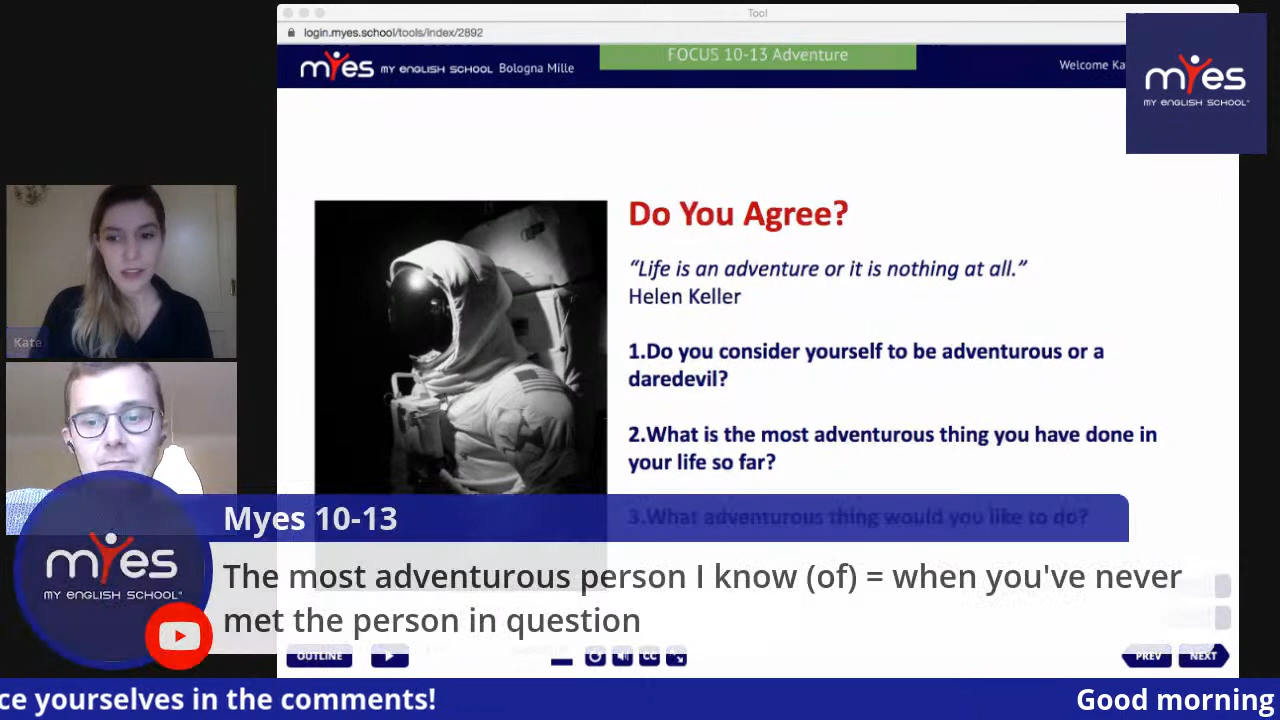 Tool
login.myes.school/tools/index/2892
myes MY ENGLISH SCHOOL Bologna Mille
FOCUS 10-13 Adventure
Welcome Ka
myes
MY ENGLISH SCHOOL
Kate
Do You Agree?
“Life is an adventure or it is nothing at all.”
Helen Keller
1.Do you consider yourself to be adventurous or a
daredevil?
2.What is the most adventurous thing you have done in
your life so far?
3.What adventurous thing would you like to do?
myes
MY ENGLISH SCHOOL
Myes 10-13
The most adventurous person I know (of) = when you've never
met the person in question
OUTLINE
CC
PREV
NEXT
ce yourselves in the comments!
Good morning